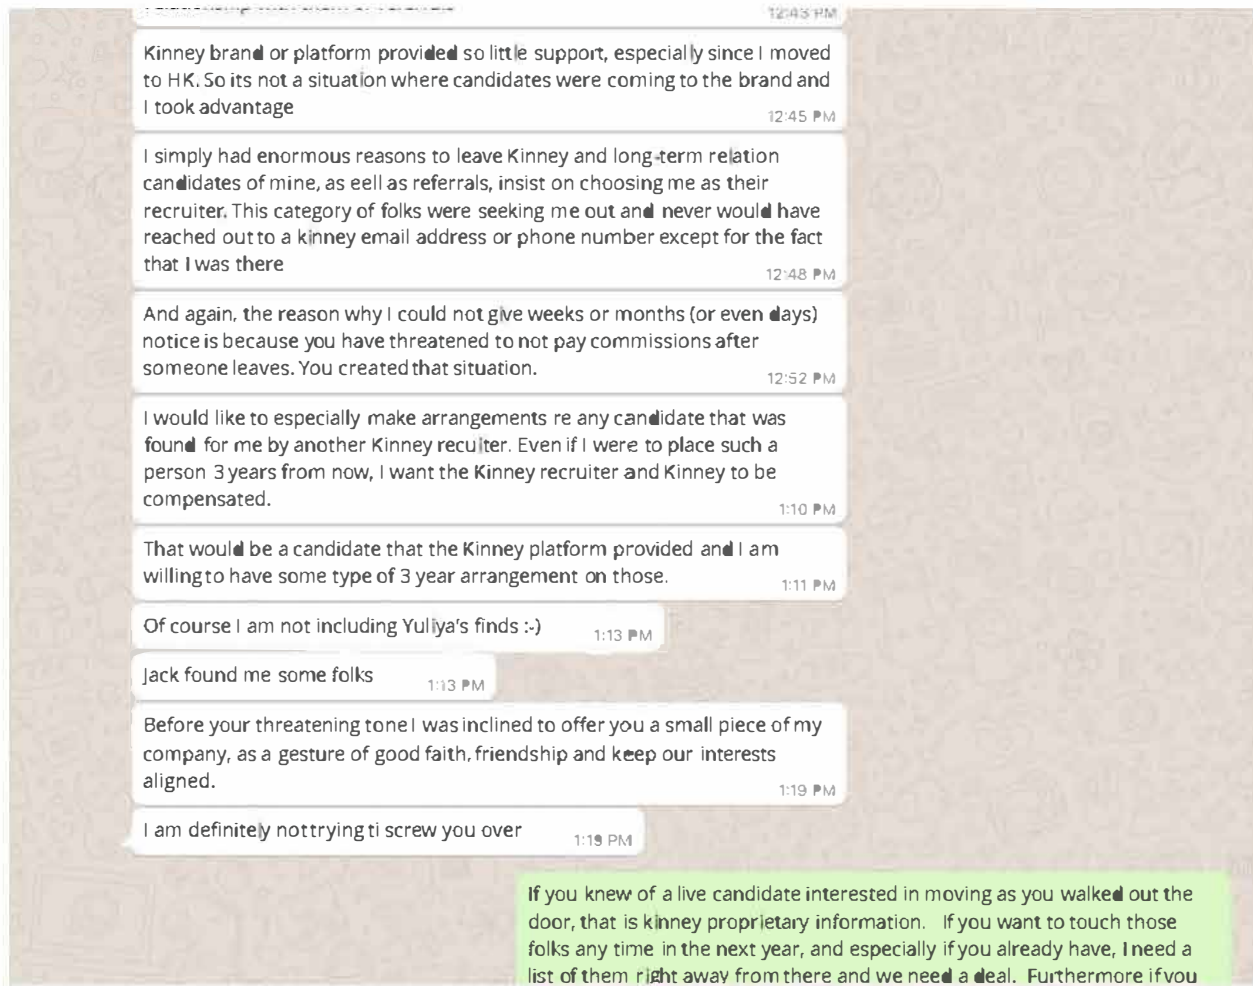 12:43 PM
Kinney brand or platform provided so little support, especially since I moved
to HK. So its not a situation where candidates were coming to the brand and
I took advantage
12:45 PM
I simply had enormous reasons to leave Kinney and long-term relation
candidates of mine, as eell as referrals, insist on choosing me as their
recruiter. This category of folks were seeking me out and never would have
reached out to a kinney email address or phone number except for the fact
that I was there
12:48 PM
And again, the reason why I could not give weeks or months (or even days)
notice is because you have threatened to not pay commissions after
someone leaves. You created that situation.
12:52 PM
I would like to especially make arrangements re any candidate that was
found for me by another Kinney recuiter. Even if I were to place such a
person 3 years from now, I want the Kinney recruiter and Kinney to be
compensated.
1:10 PM
That would be a candidate that the Kinney platform provided and I am
willing to have some type of 3 year arrangement on those.
1:11 PM
Of course I am not including Yuliya's finds :-)
1:13 PM
Jack found me some folks
1:13 PM
Before your threatening tone I was inclined to offer you a small piece of my
company, as a gesture of good faith, friendship and keep our interests
aligned.
1:19 PM
I am definitely not trying ti screw you over
1:19 PM
If you knew of a live candidate interested in moving as you walked out the
door, that is kinney proprietary information. If you want to touch those
folks any time in the next year, and especially if you already have, I need a
list of them right away from there and we need a deal. Furthermore if you